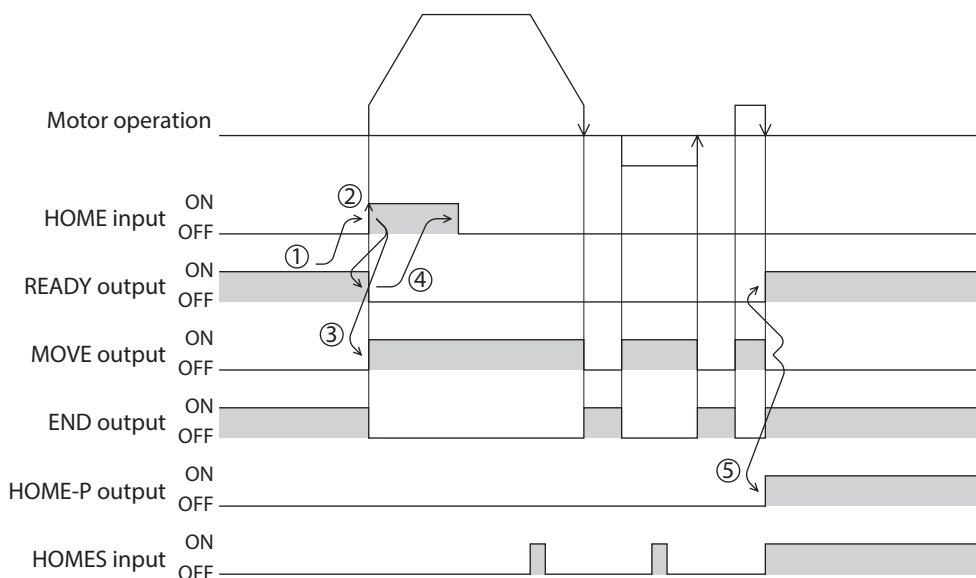 Motor operation
HOME input ON
OFF
②
①
READY output ON
OFF
④
③
MOVE output ON
OFF
END output ON
OFF
⑤
HOME-P output ON
OFF
HOMES input ON
OFF